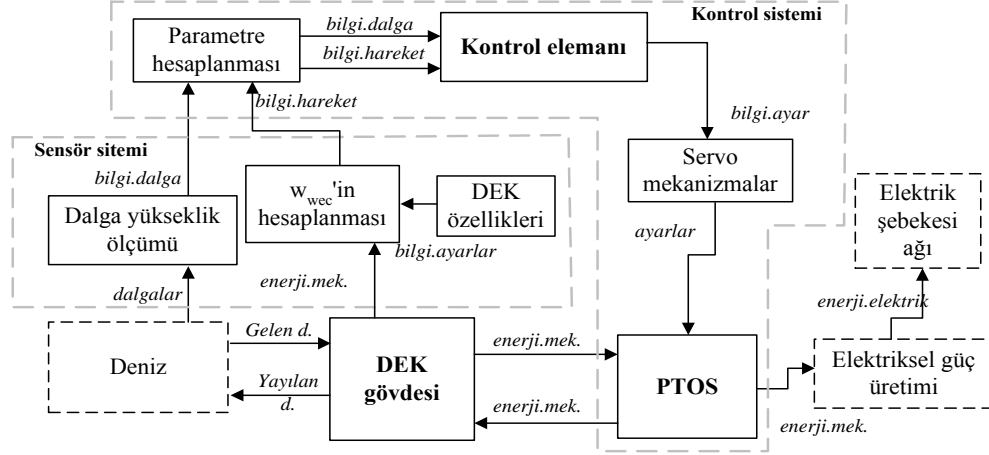 Kontrol sistemi
Parametre
hesaplanması
bilgi.dalga
bilgi.hareket
Kontrol elemanı
bilgi.hareket
bilgi.ayar
Sensör sitemi
bilgi.dalga
Servo
mekanizmalar
w wec'in
hesaplanması
DEK
özellikleri
Dalga yükseklik
ölçümü
Elektrik
şebekesi
ağı
bilgi.ayarlar
ayarlar
enerji.mek.
dalgalar
enerji.elektrik
Deniz
Gelen d.
Yayılan
d.
DEK
gövdesi
enerji.mek.
enerji.mek.
PTOS
Elektriksel güç
üretimi
enerji.mek.